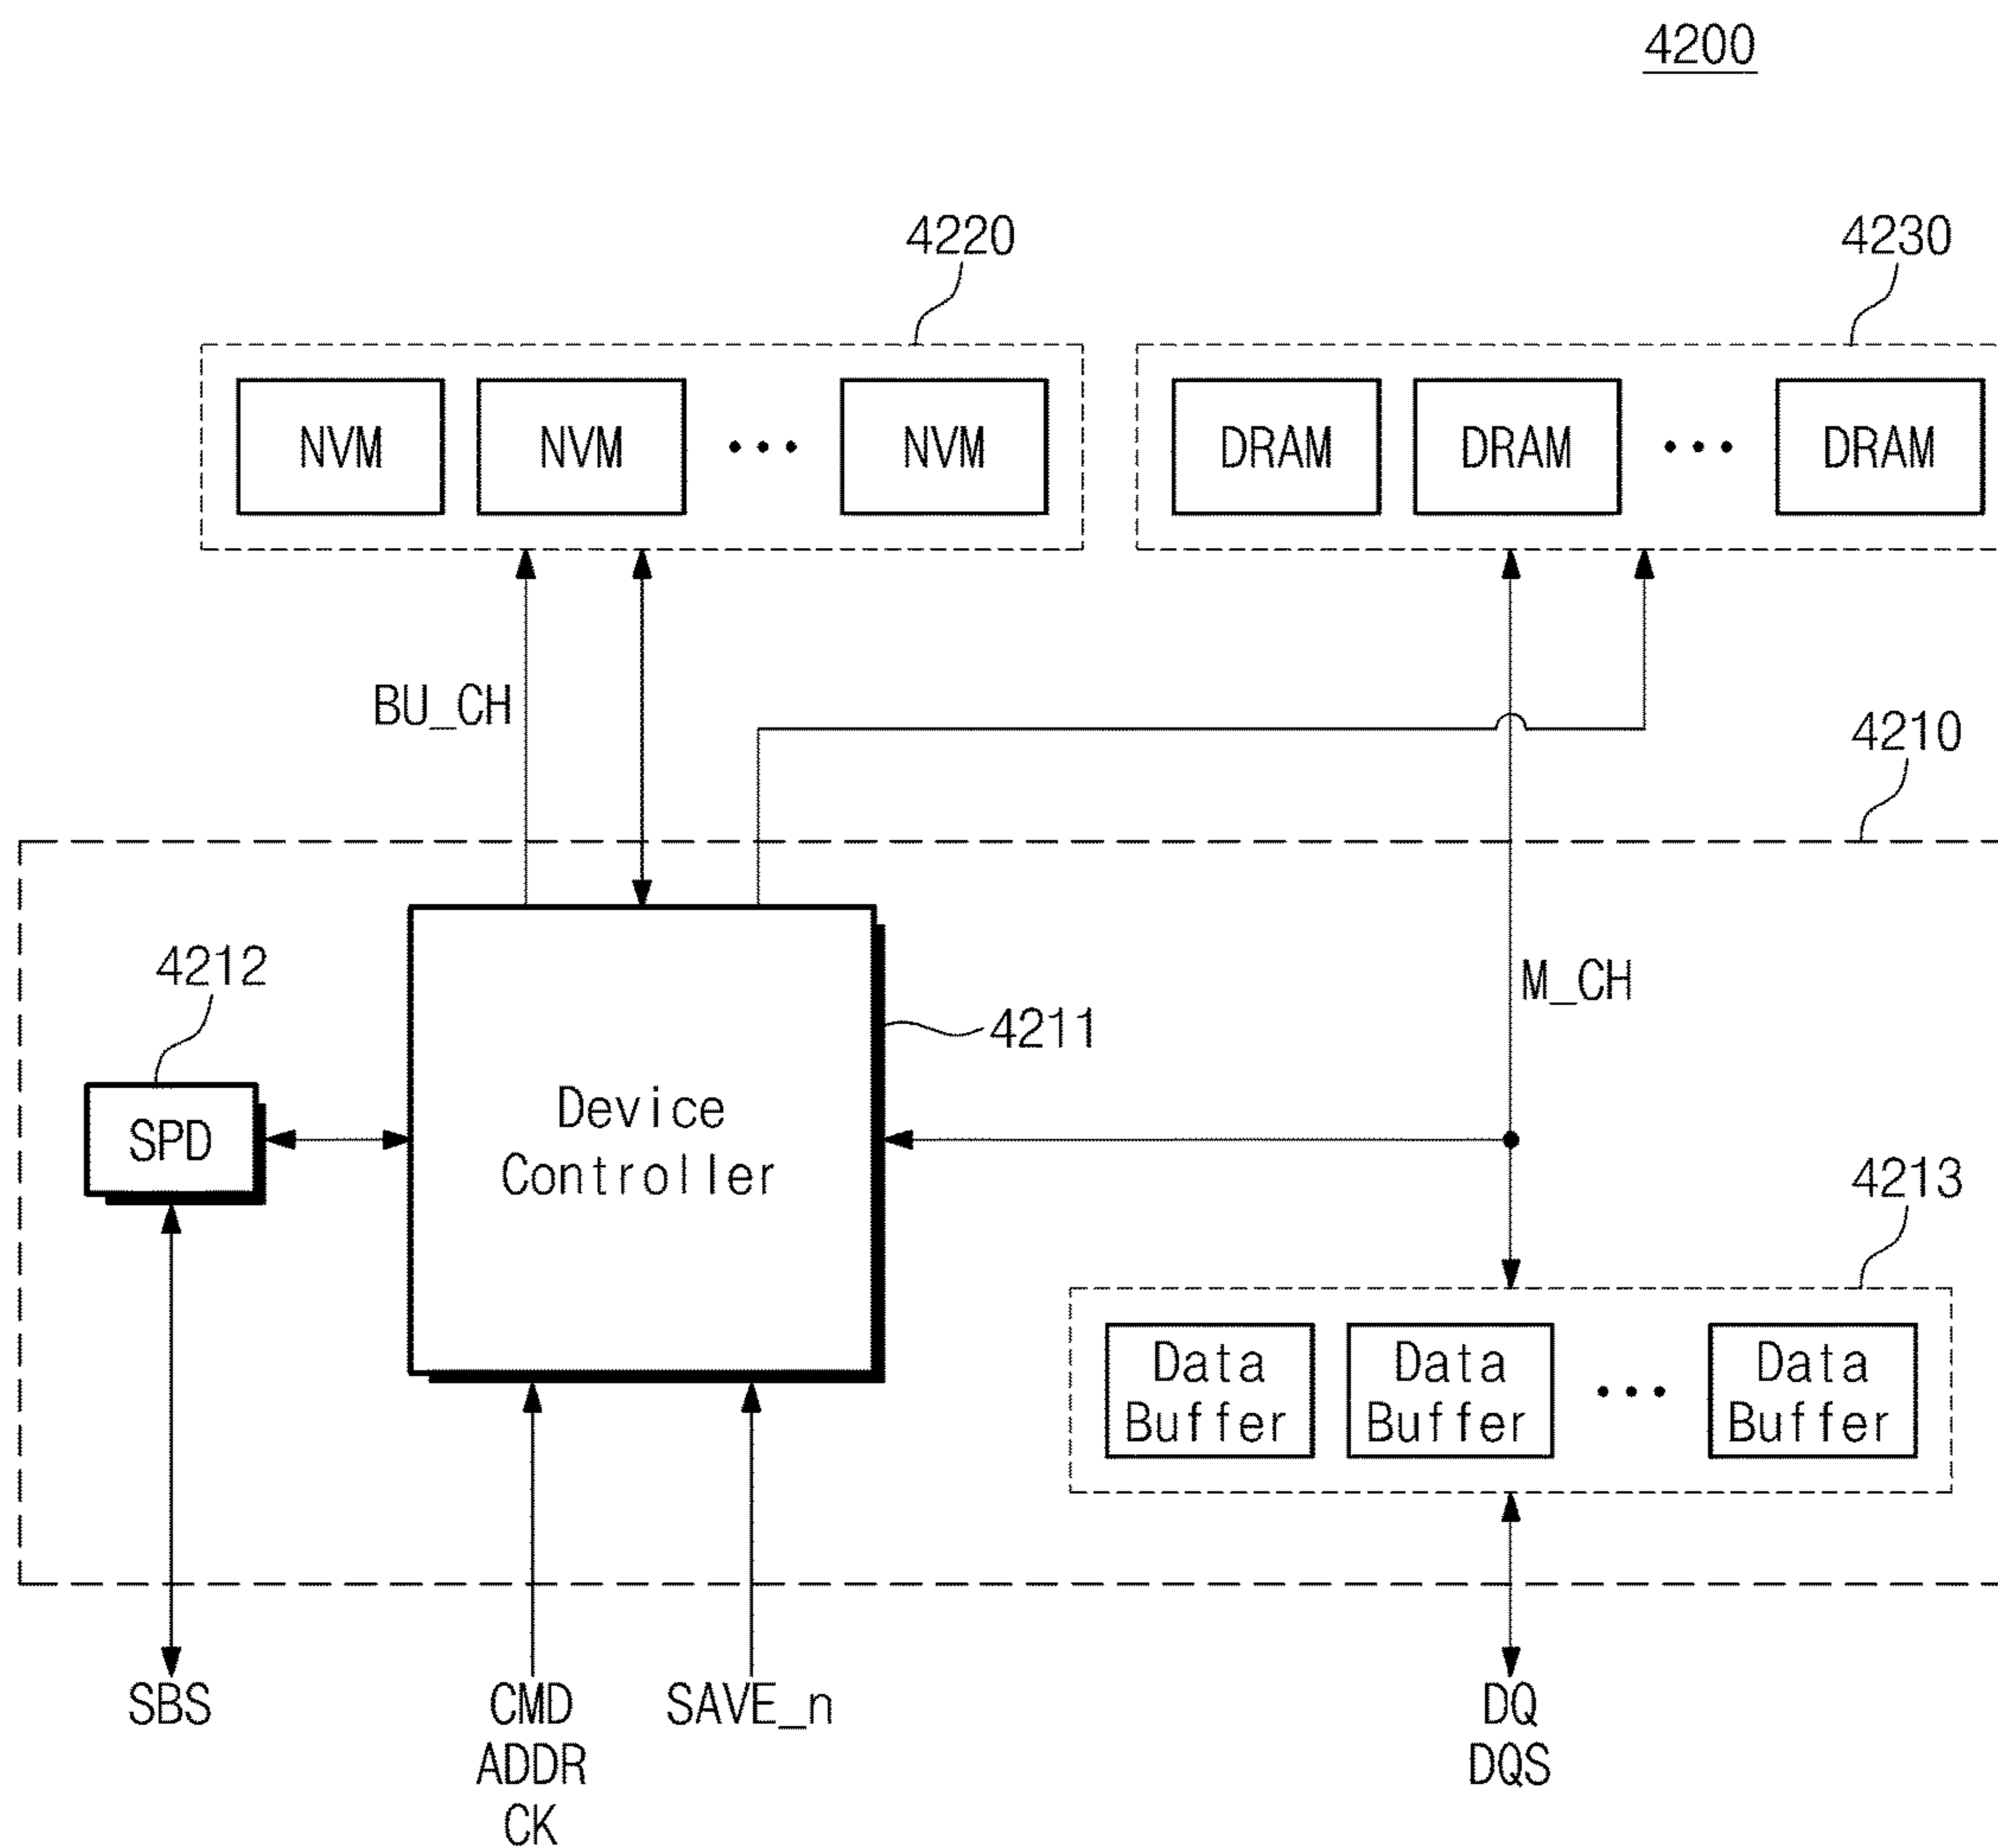 4200
4220
4230
NVM
NVM
NVM
DRAM
DRAM
DRAM
BU_CH
4210
4212
M_CH
4211
Device
Controller
SPD
4213
Data
Buffer
Data
Buffer
Data
Buffer
SBS
CMD
ADDR
CK
SAVE_n
DQ
DQS